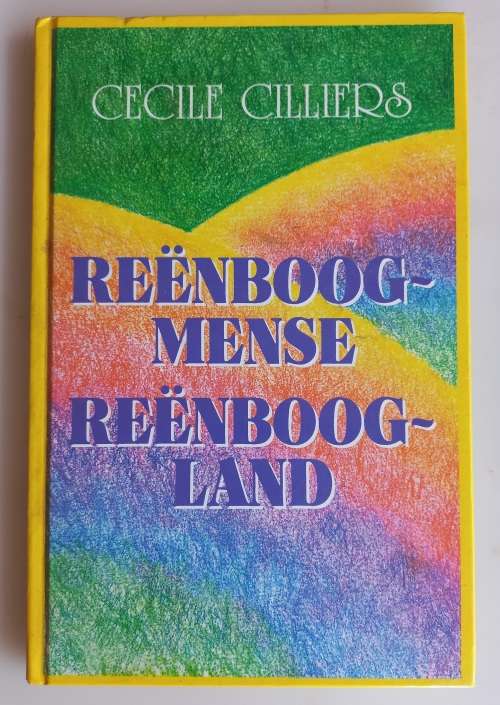 CECILE CILLIERS
REËNBOOG-
MENSE
REËNBOOG-
LAND